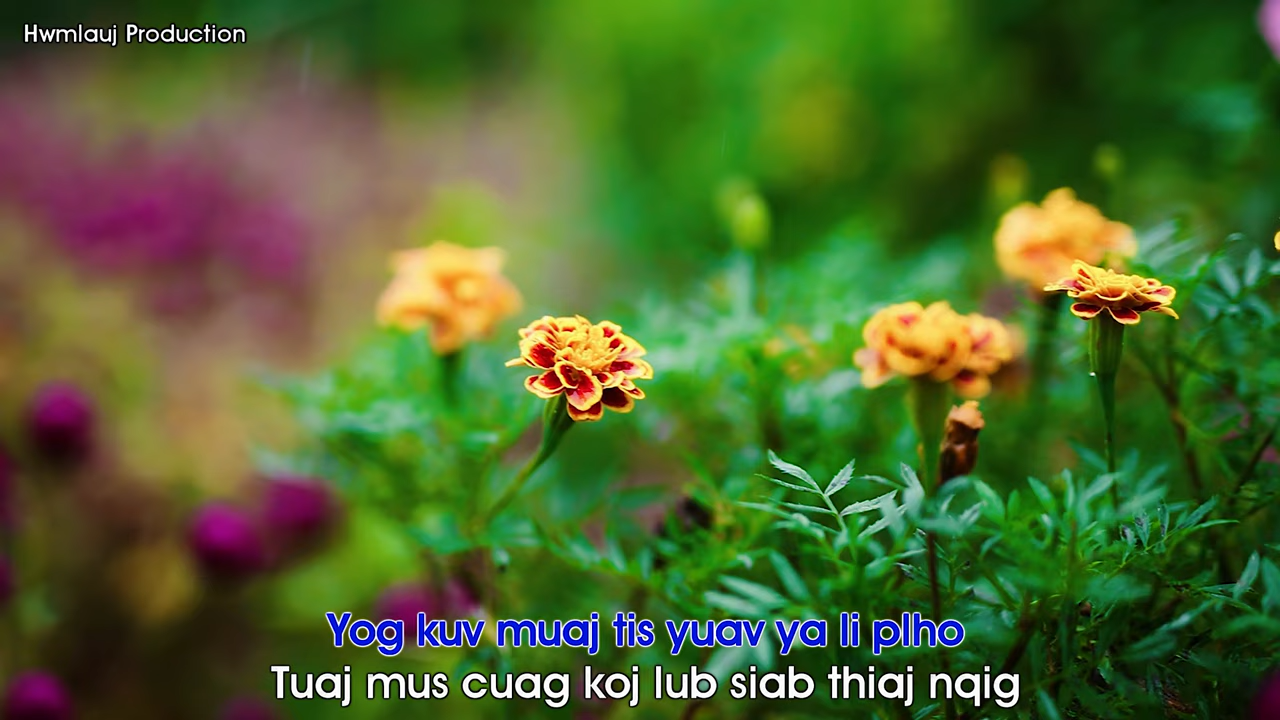 Hwmlauj Production
Yog kuv muaj tis yuav ya li plho
Tuaj mus cuag koj lub siab thiaj nqig